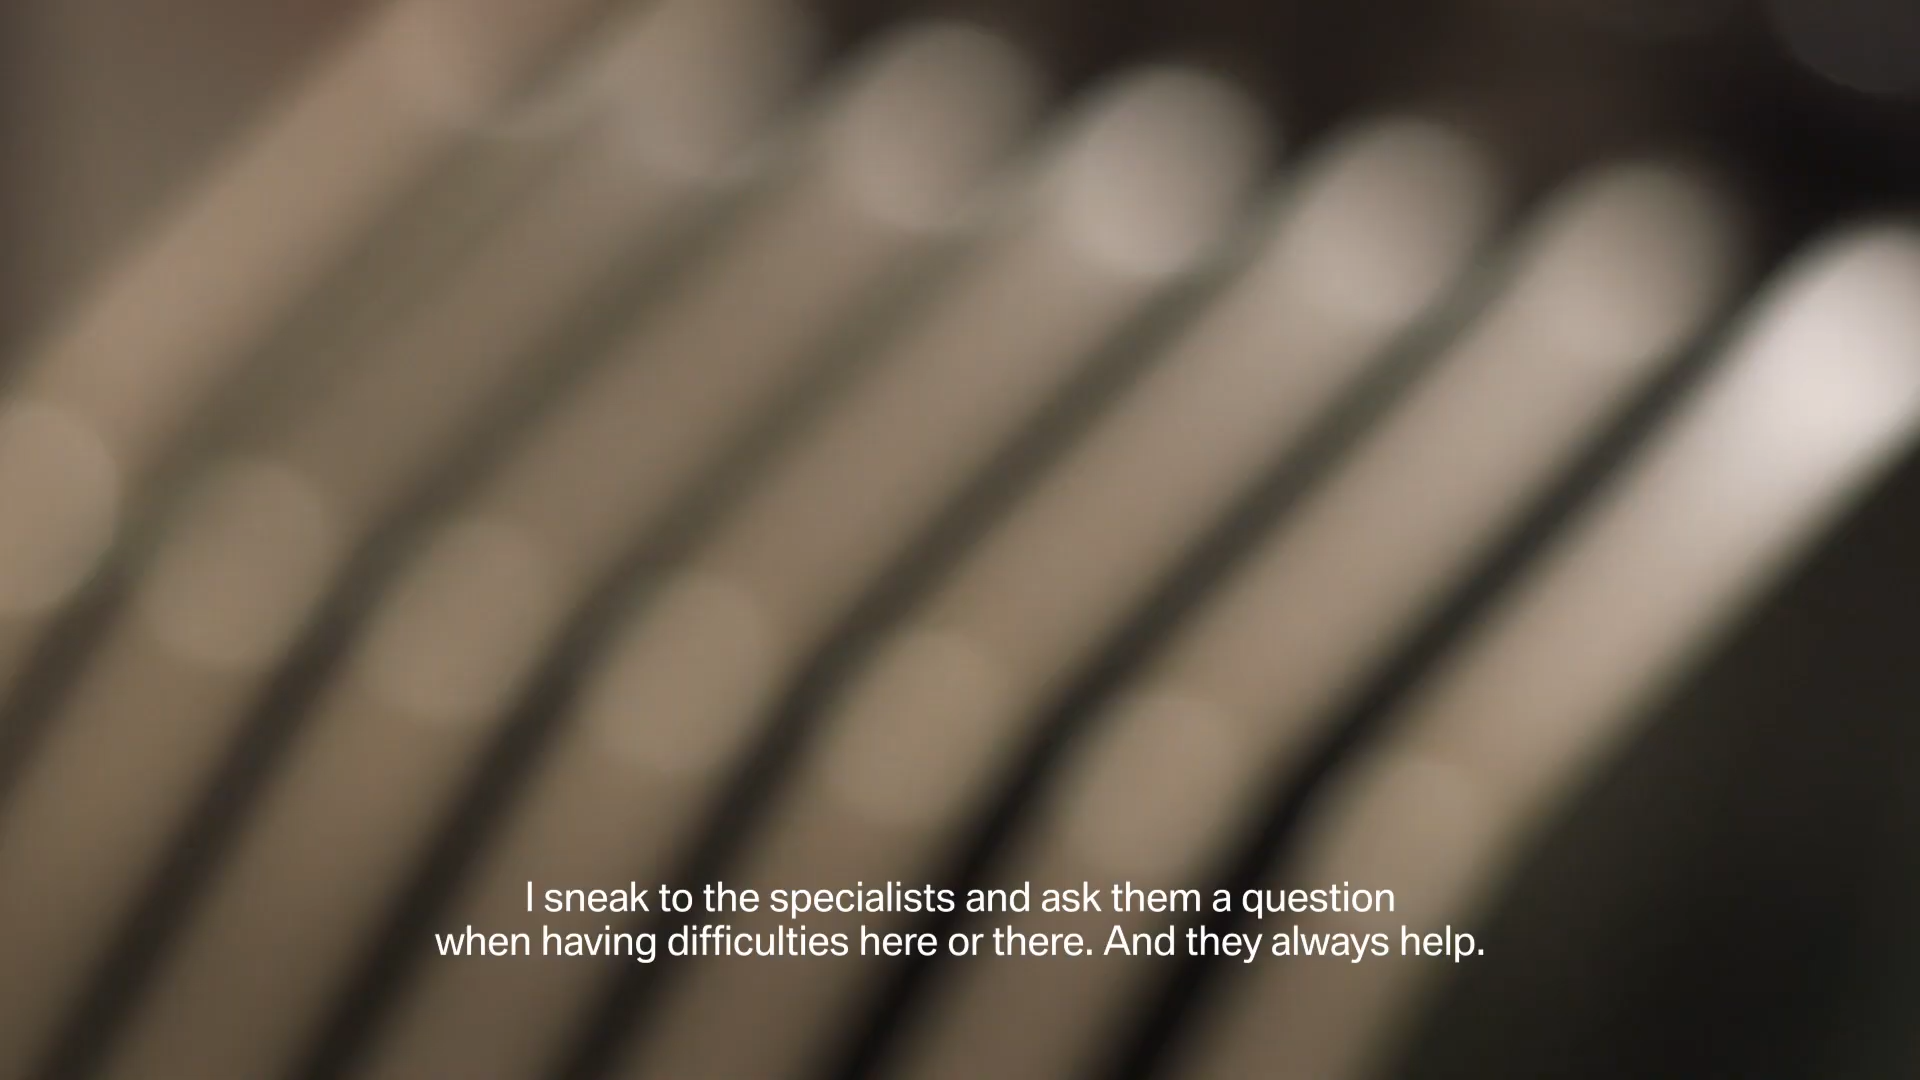 I sneak to the specialists and ask them a question
when having difficulties here or there. And they always help.